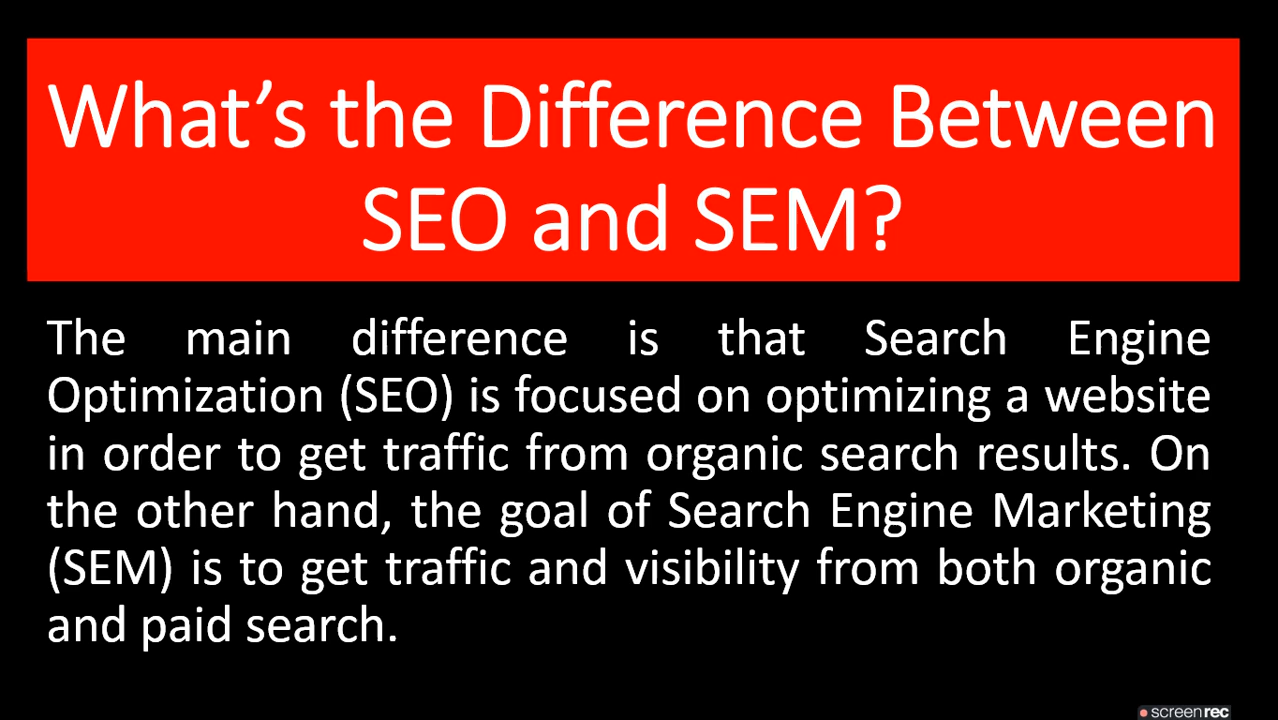 What’s the Difference Between
SEO and SEM?
The main difference is that Search Engine
Optimization (SEO) is focused on optimizing a website
in order to get traffic from organic search results. On
the other hand, the goal of Search Engine Marketing
(SEM) is to get traffic and visibility from both organic
and paid search.
screenrec